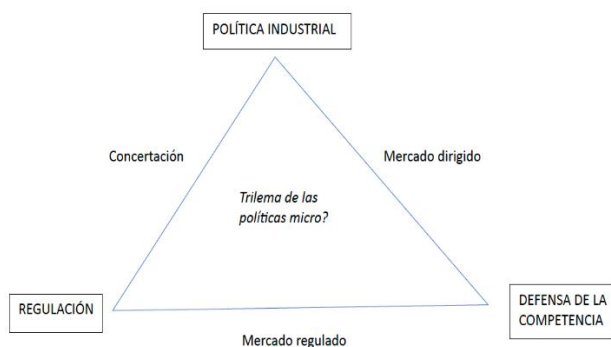 POLÍTICA INDUSTRIAL
Concertación
Mercado dirigido
Trilema de las
políticas micro?
REGULACIÓN
DEFENSA DE LA
COMPETENCIA
Mercado regulado